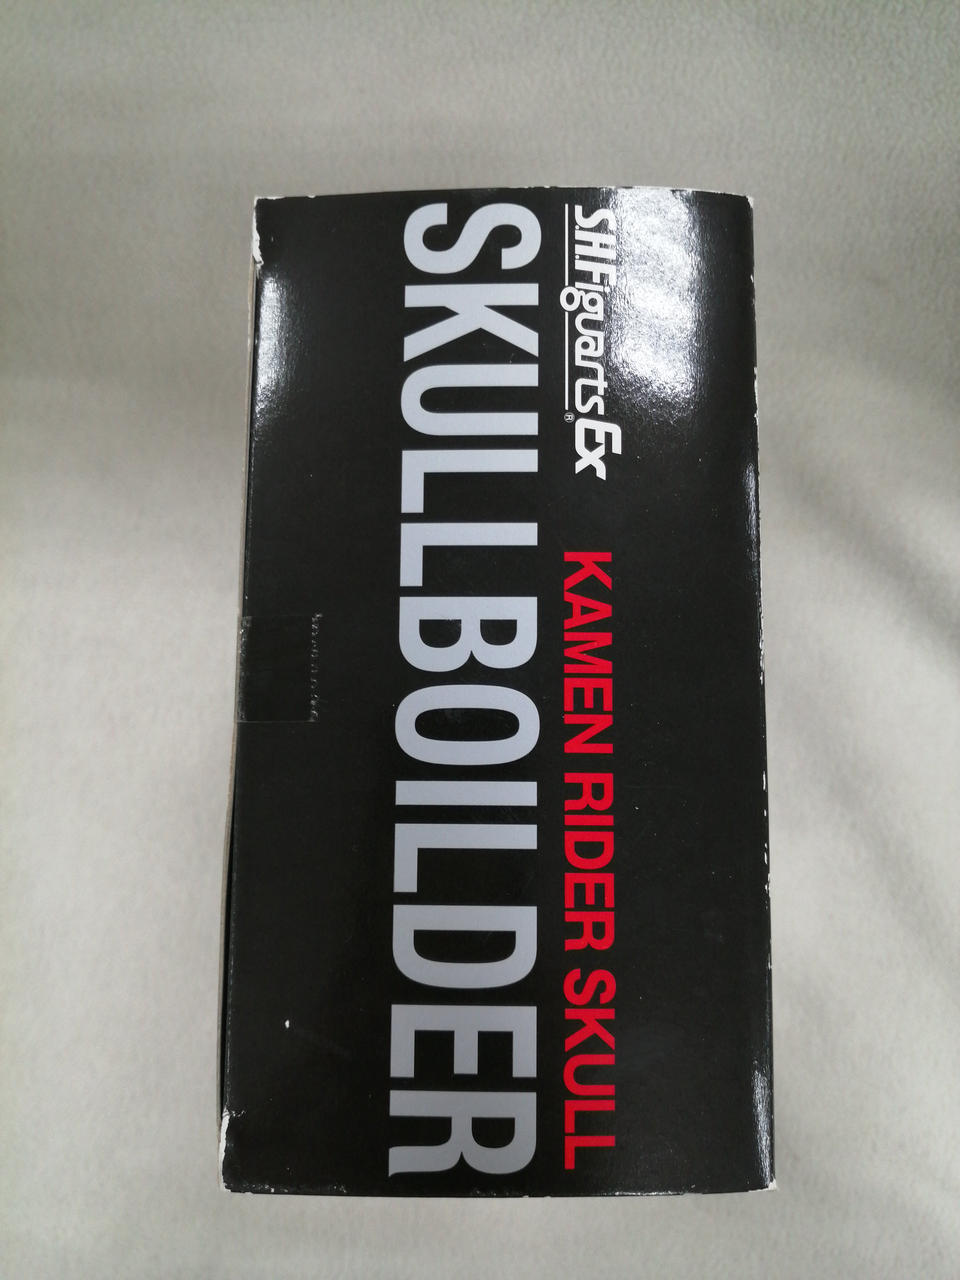 S.H.Figuarts Ex
®
KAMEN RIDER SKULL
SKULLBOILDER